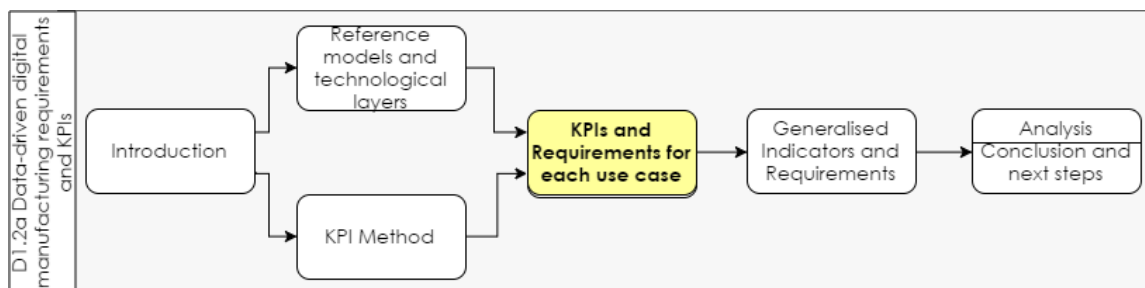 D1.2a Data-driven digital
manufacturing requirements
and KPIs
Introduction
Reference
models and
technological
layers
KPI Method
KPIs and
Requirements for
each use case
Generalised
Indicators and
Requirements
Analysis
Conclusion and
next steps